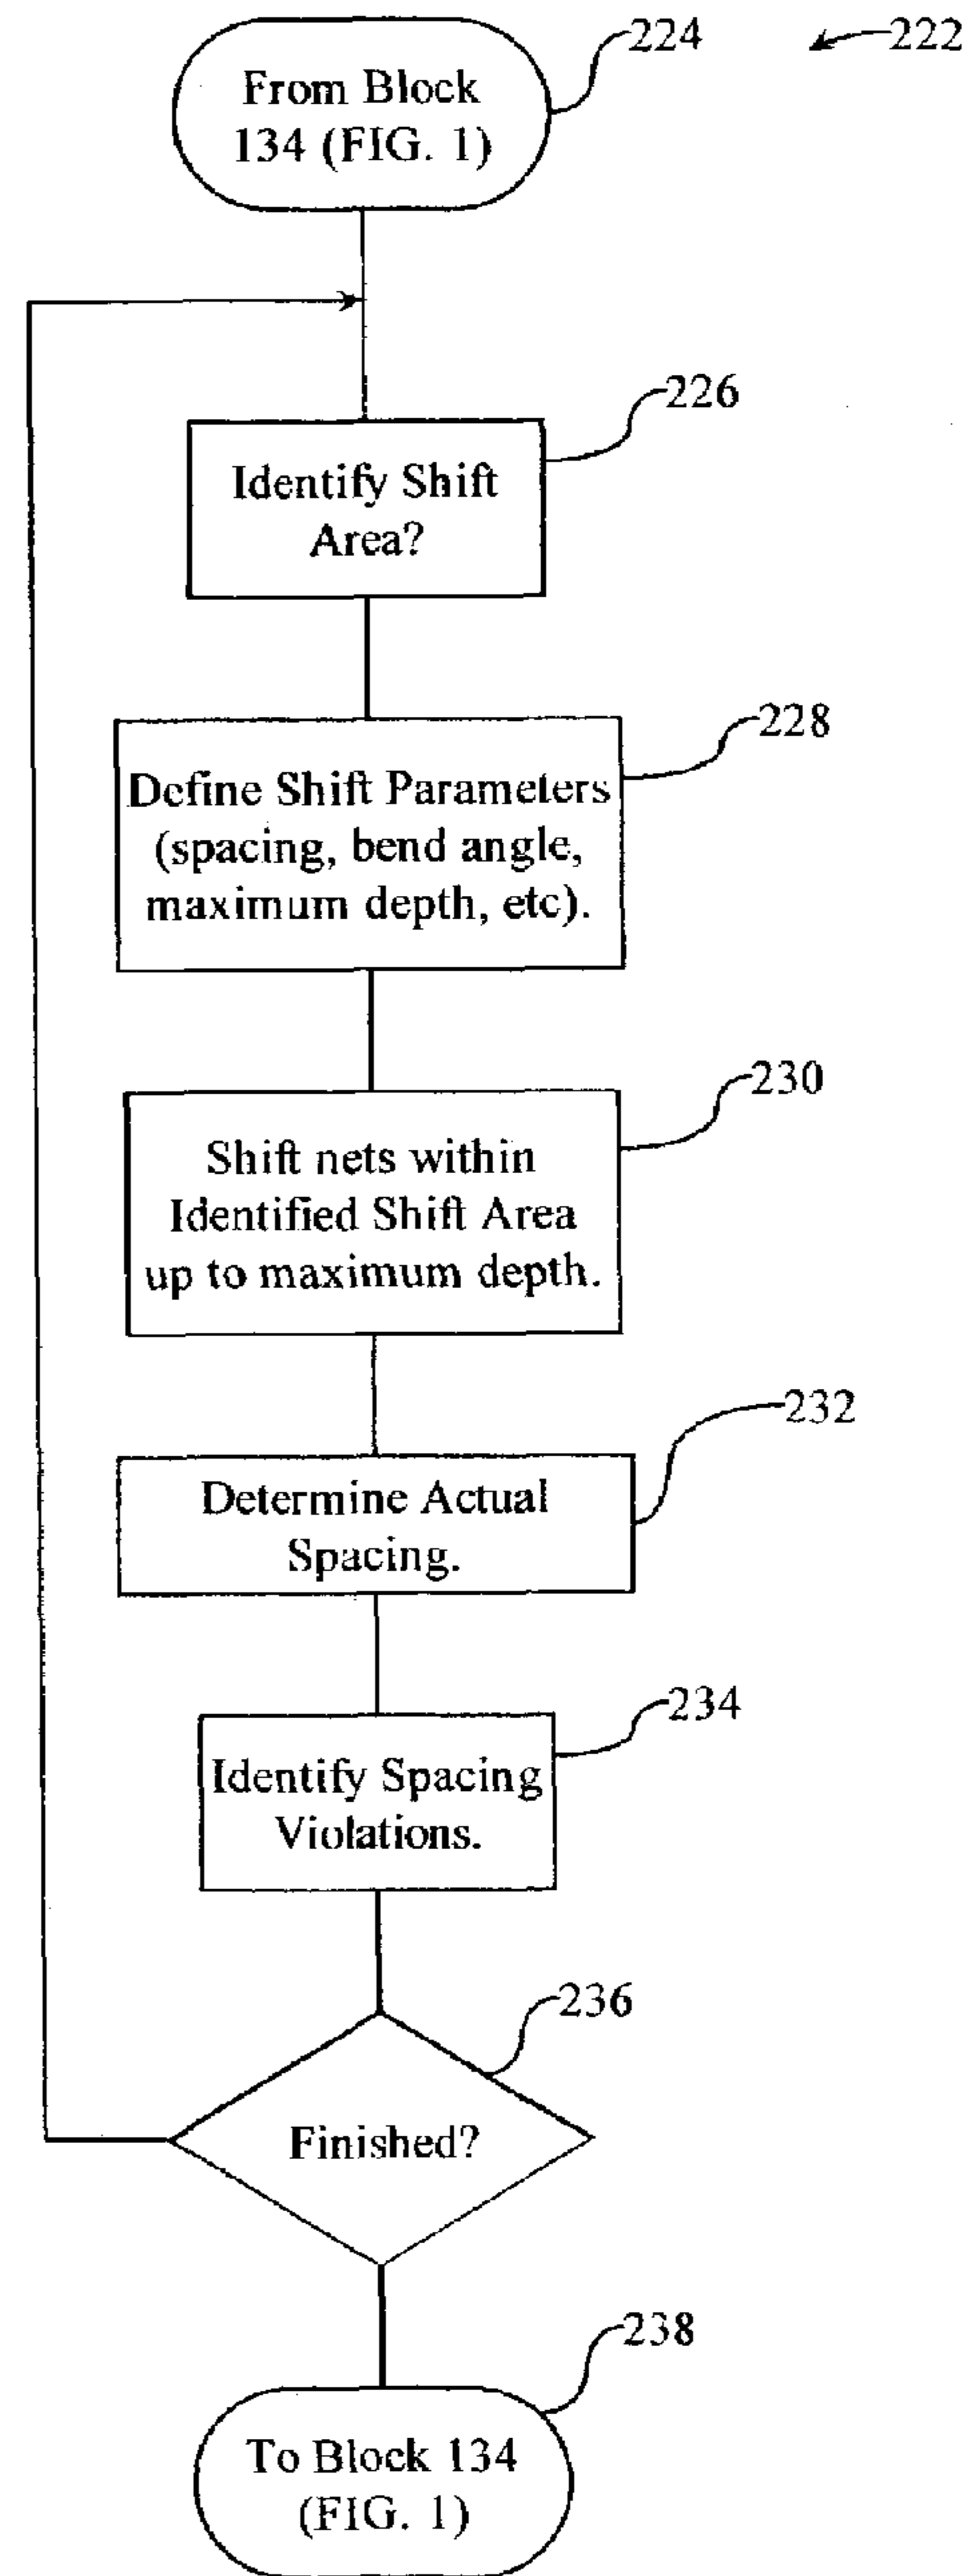 224
222
From Block
134 (FIG. 1)
226
Identify Shift
Area?
228
Define Shift Parameters
(spacing, bend angle,
maximum depth, etc).
230
Shift nets within
Identified Shift Area
up to maximum depth.
232
Determine Actual
Spacing.
234
Identify Spacing
Violations.
236
Finished?
238
To Block 134
(FIG. 1)